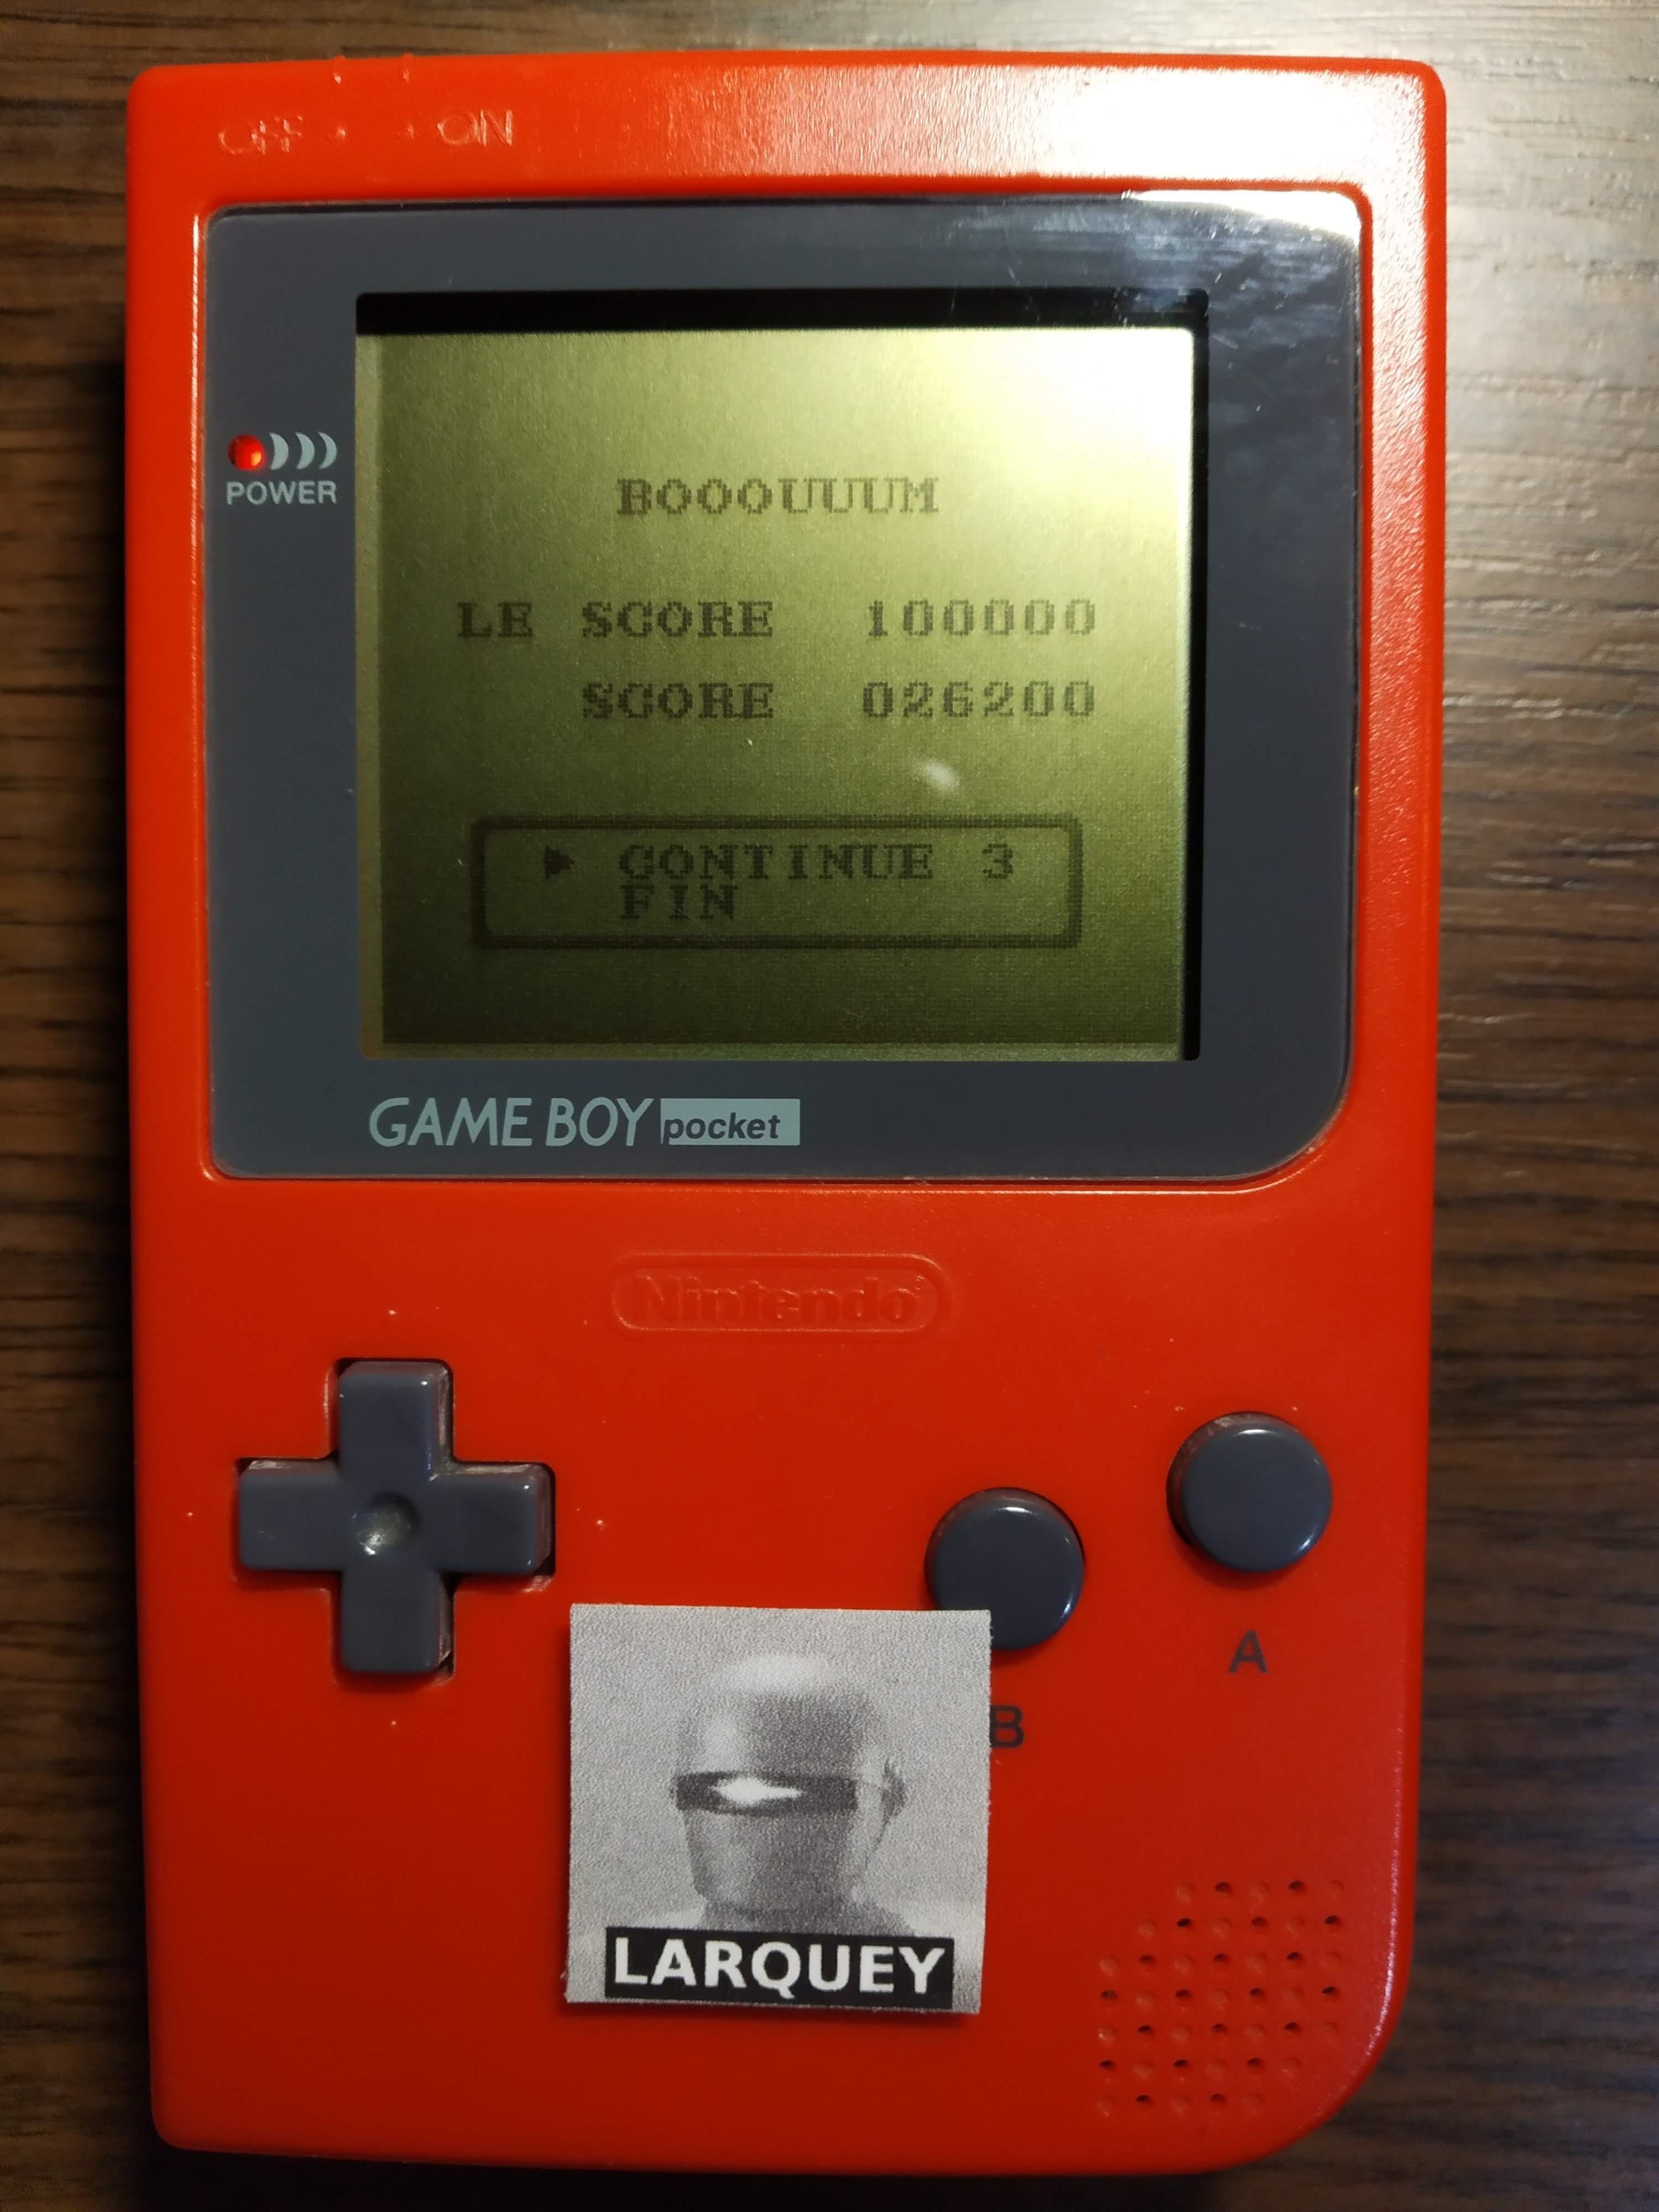 OFF ON
POWER
BOOOUUUM
LE SCORE 100000
SCORE 026200
▶ CONTINUE 3
FIN
GAME BOY pocket
Nintendo
A
B
LARQUEY